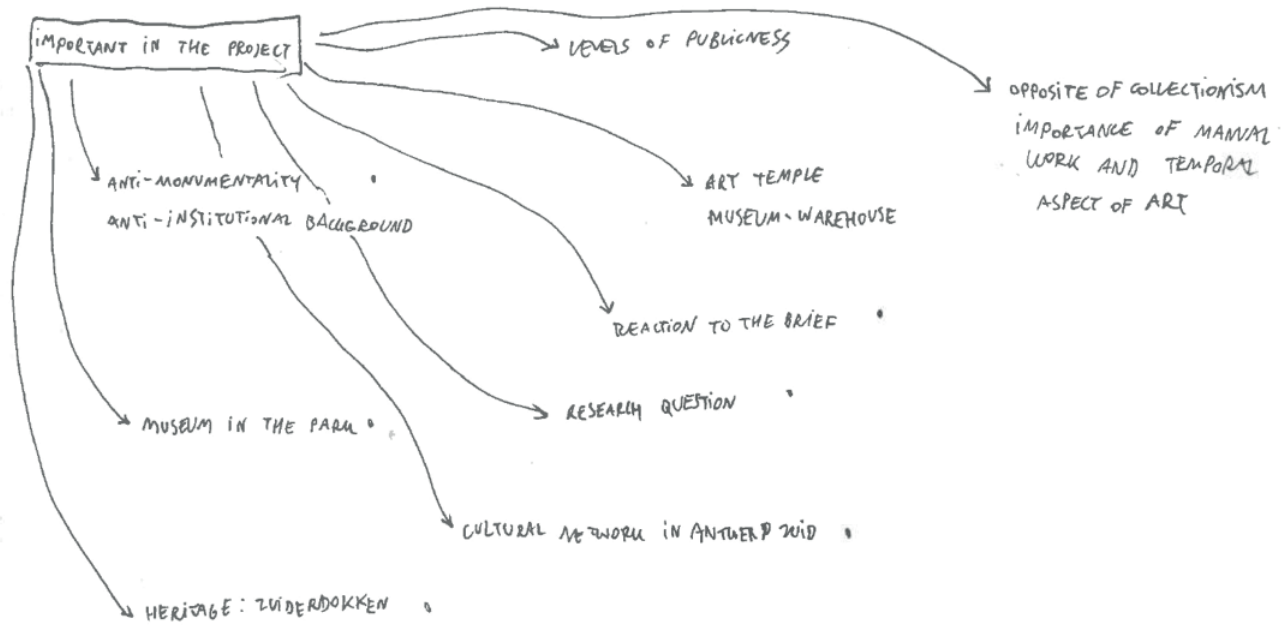 iMPORTANT IN THE PROJECT
LEVELS OF PUBLICNESS
OPPOSITE OF COLLECTIONISM
IMPORTANCE OF MANUAL
WORK AND TEMPORAL
ASPECT OF ART
ANTI-MONUMENTALITY
ANTI-INSTITUTIONAL BACKGROUND
ART TEMPLE
MUSEUM-WAREHOUSE
REACTION TO THE BRIEF
RESEARCH QUESTION
MUSEUM IN THE PARK
CULTURAL NETWORK IN ANTWERP ZUID
HERITAGE: ZUIDERDOKKEN